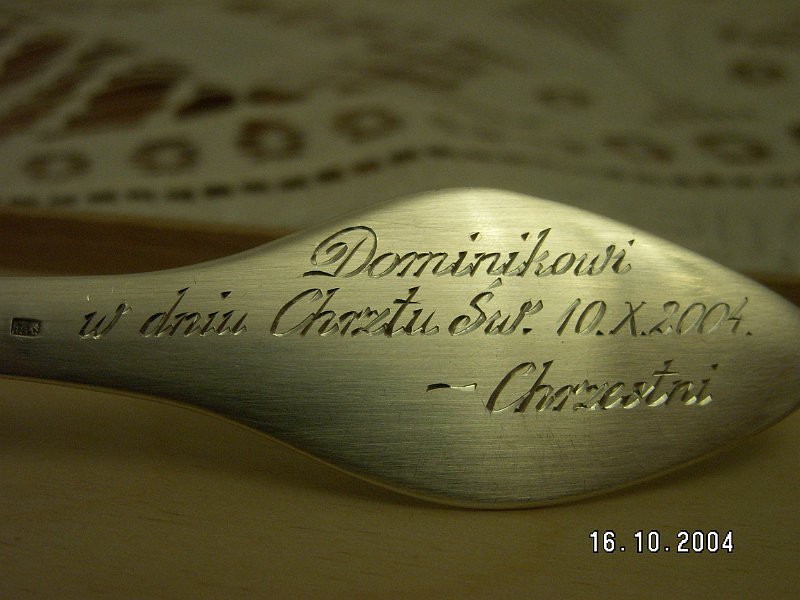 Dominikowi
w dniu Chrztu Św. 10.X.2004.
- Chrzestni
16.10.2004